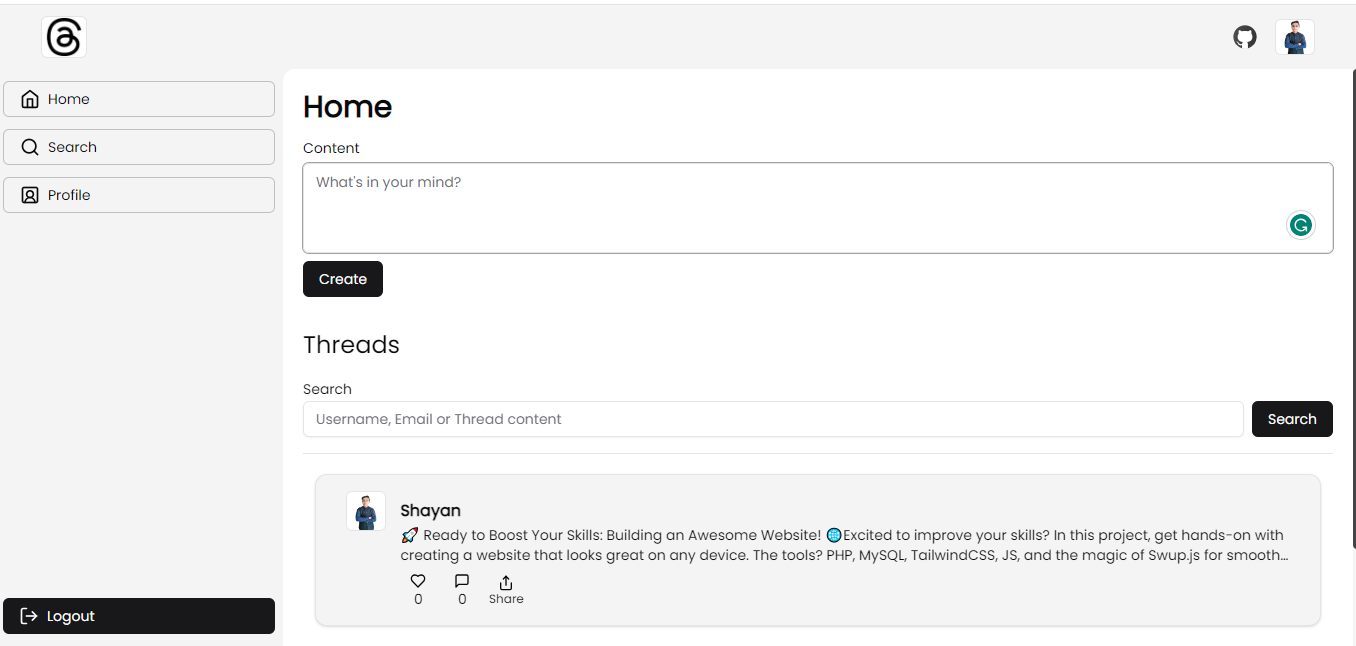 Home
Search
Profile
Logout
Home
Content
What's in your mind?
Create
Threads
Search
Username, Email or Thread content
Search
Shayan
🚀 Ready to Boost Your Skills: Building an Awesome Website! 🌐Excited to improve your skills? In this project, get hands-on with
creating a website that looks great on any device. The tools? PHP, MySQL, TailwindCSS, JS, and the magic of Swup.js for smooth…
0
0
Share